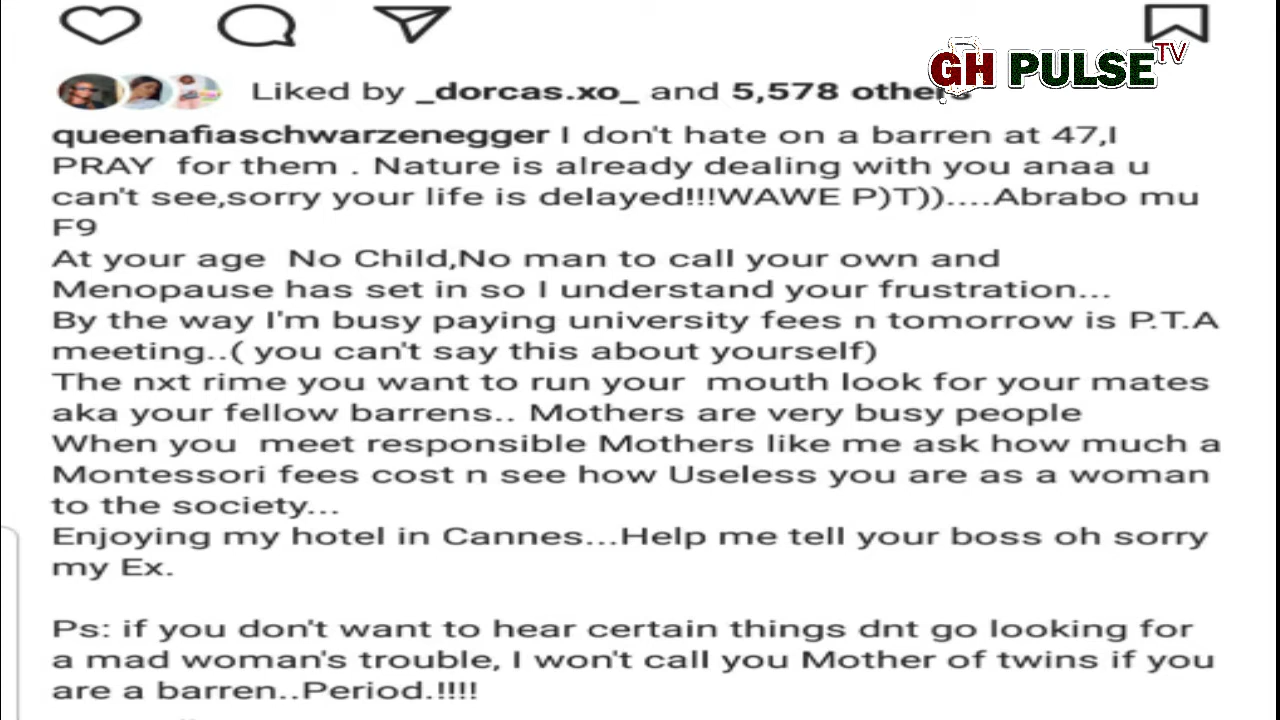 GH PULSE TV
Liked by _dorcas.xo_ and 5,578 others
queenafiaschwarzenegger I don't hate on a barren at 47,I
PRAY for them . Nature is already dealing with you anaa u
can't see,sorry your life is delayed!!!WAWE P)T))....Abrabo mu
F9
At your age No Child,No man to call your own and
Menopause has set in so I understand your frustration...
By the way I'm busy paying university fees n tomorrow is P.T.A
meeting..( you can't say this about yourself)
The nxt rime you want to run your mouth look for your mates
aka your fellow barrens.. Mothers are very busy people
When you meet responsible Mothers like me ask how much a
Montessori fees cost n see how Useless you are as a woman
to the society...
Enjoying my hotel in Cannes...Help me tell your boss oh sorry
my Ex.
Ps: if you don't want to hear certain things dnt go looking for
a mad woman's trouble, I won't call you Mother of twins if you
are a barren..Period.!!!!